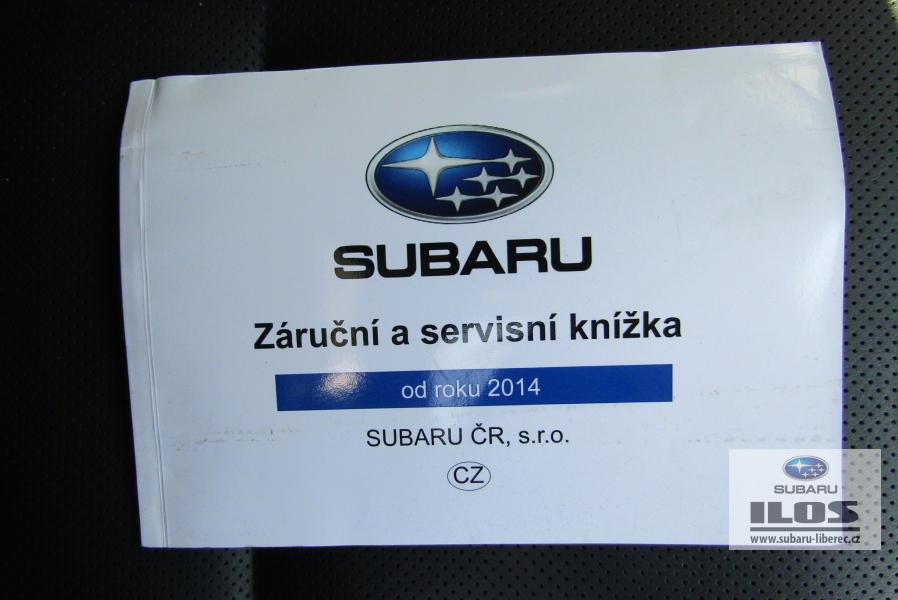 SUBARU
Záruční a servisní knížka
od roku 2014
SUBARU ČR, s.r.o.
CZ
SUBARU
ILOS
www.subaru-liberec.cz